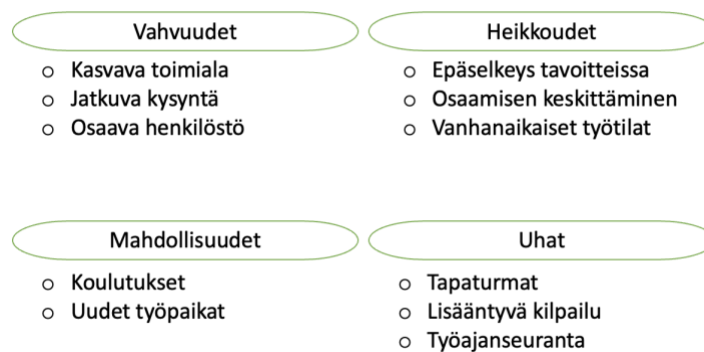 Vahvuudet
o Kasvava toimiala
o Jatkuva kysyntä
o Osaava henkilöstö
Heikkoudet
o Epäselkeys tavoitteissa
o Osaamisen keskittäminen
o Vanhanaikaiset työtilat
Mahdollisuudet
o Koulutukset
o Uudet työpaikat
Uhat
o Tapaturmat
o Lisääntyvä kilpailu
o Työajanseuranta